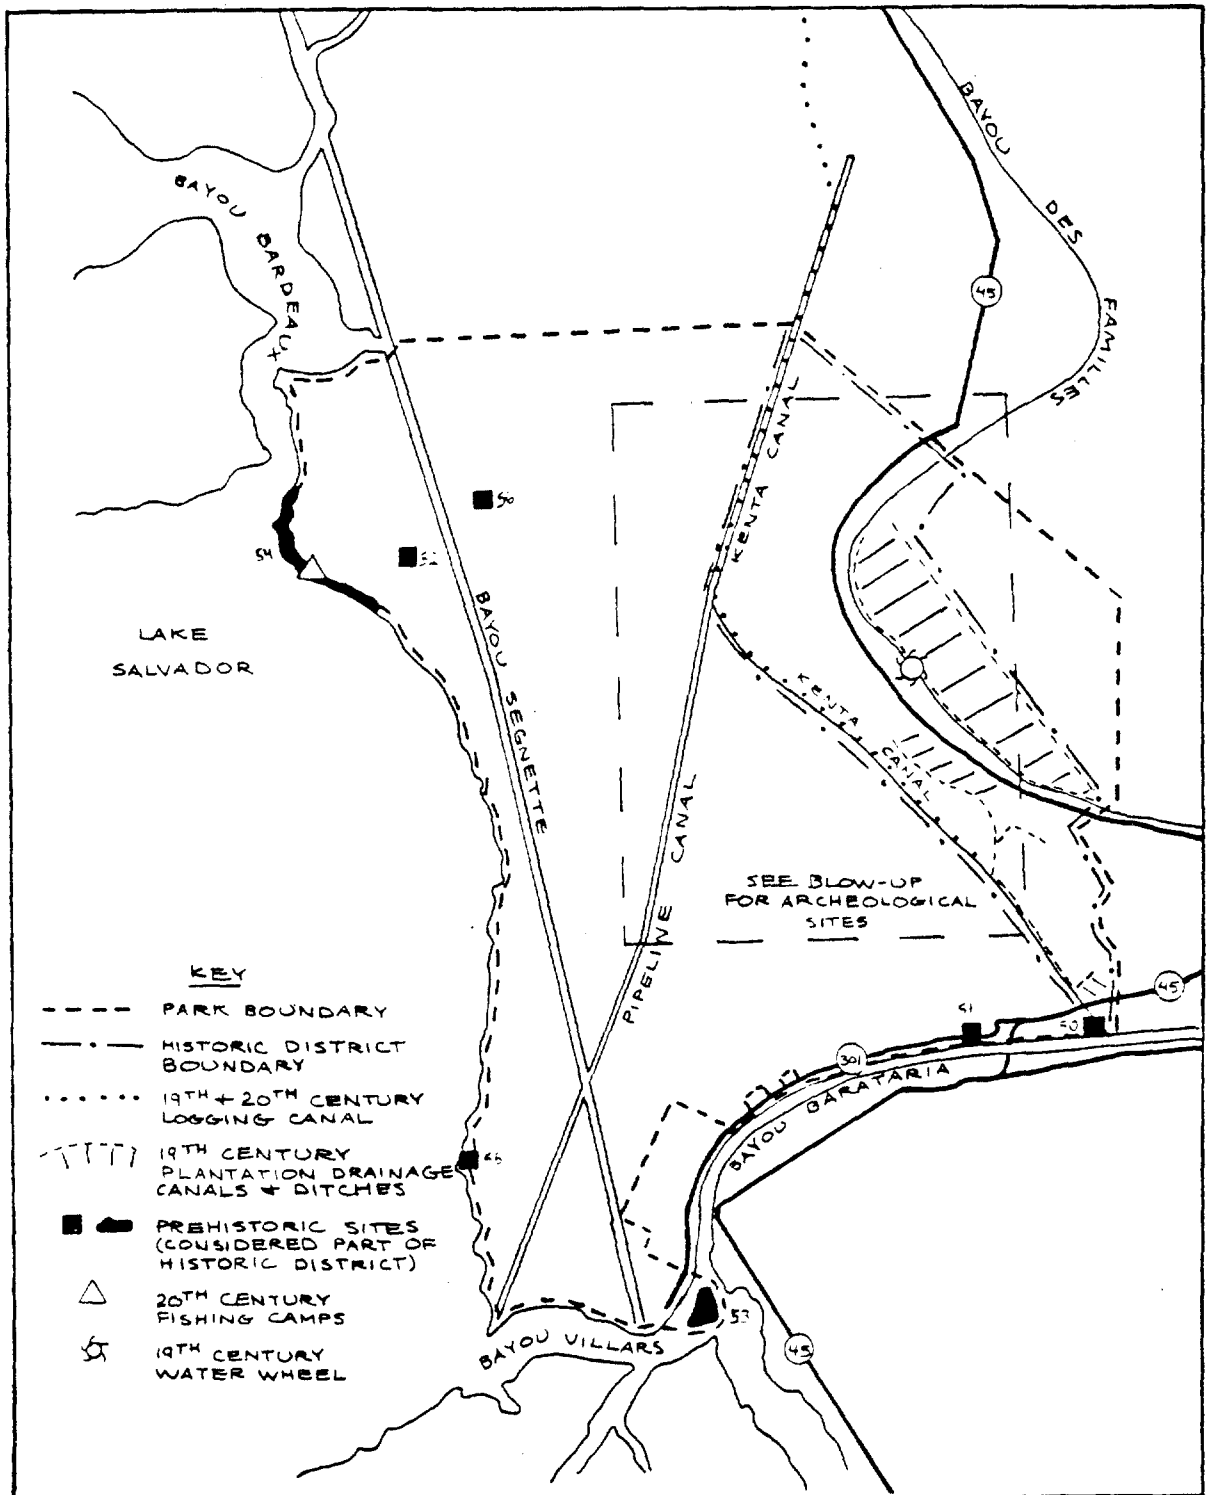 BAYOU BARDEAUX
BAYOU
DES
FAMILLES
45
KENTA CANAL
54
BAYOU SEGNETTE
LAKE
SALVADOR
KENTA
CANAL
PIPELINE CANAL
SEE BLOW-UP
FOR ARCHEOLOGICAL
SITES
KEY
PARK BOUNDARY
HISTORIC DISTRICT
BOUNDARY
19TH + 20TH CENTURY
LOGGING CANAL
19TH CENTURY
PLANTATION DRAINAGE
CANALS + DITCHES
PREHISTORIC SITES
(CONSIDERED PART OF
HISTORIC DISTRICT)
20TH CENTURY
FISHING CAMPS
19TH CENTURY
WATER WHEEL
45
51
50
301
BAYOU BARATARIA
53
BAYOU VILLARS
45